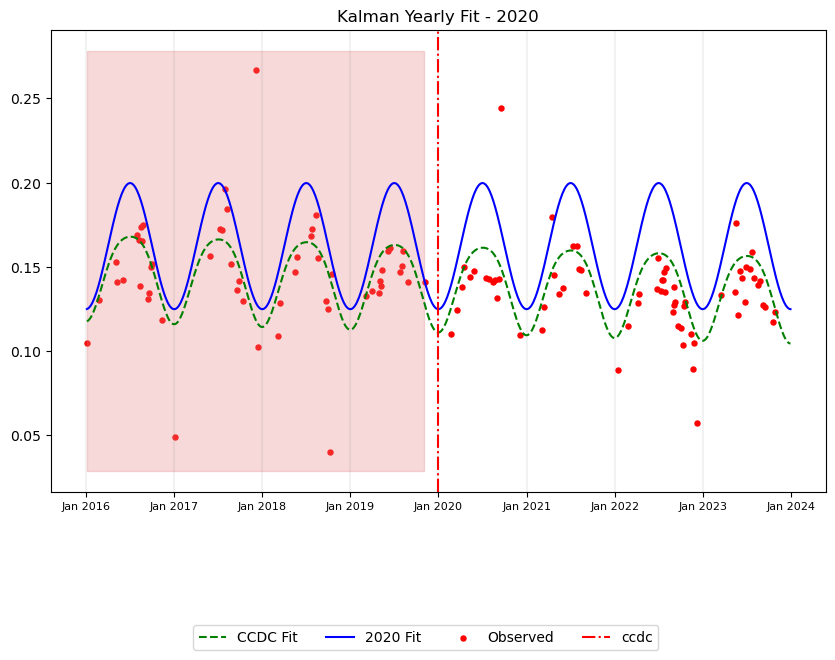 Kalman Yearly Fit - 2020
0.25
0.20
0.15
0.10
0.05
Jan 2016 Jan 2017 Jan 2018 Jan 2019 Jan 2020 Jan 2021 Jan 2022 Jan 2023 Jan 2024
CCDC Fit 2020 Fit Observed ccdc